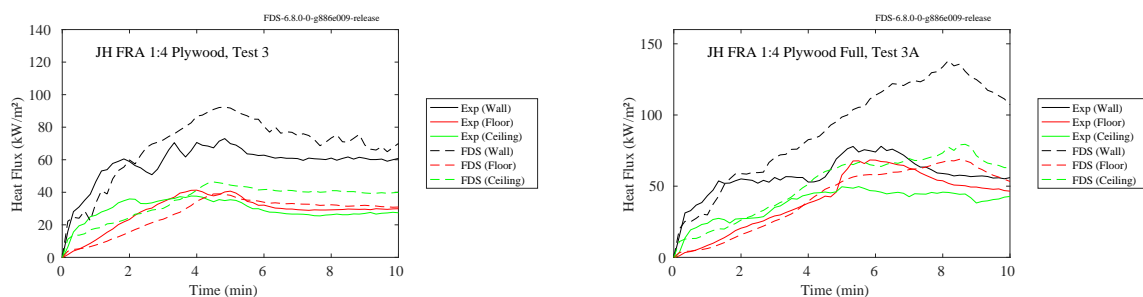 FDS-6.8.0-0-g886e009-release
JH FRA 1:4 Plywood, Test 3
140
120
100
80
60
40
20
0
0 2 4 6 8 10
Time (min)
Heat Flux (kW/m²)
Exp (Wall)
Exp (Floor)
Exp (Ceiling)
FDS (Wall)
FDS (Floor)
FDS (Ceiling)
FDS-6.8.0-0-g886e009-release
JH FRA 1:4 Plywood Full, Test 3A
150
100
50
0
0 2 4 6 8 10
Time (min)
Heat Flux (kW/m²)
Exp (Wall)
Exp (Floor)
Exp (Ceiling)
FDS (Wall)
FDS (Floor)
FDS (Ceiling)